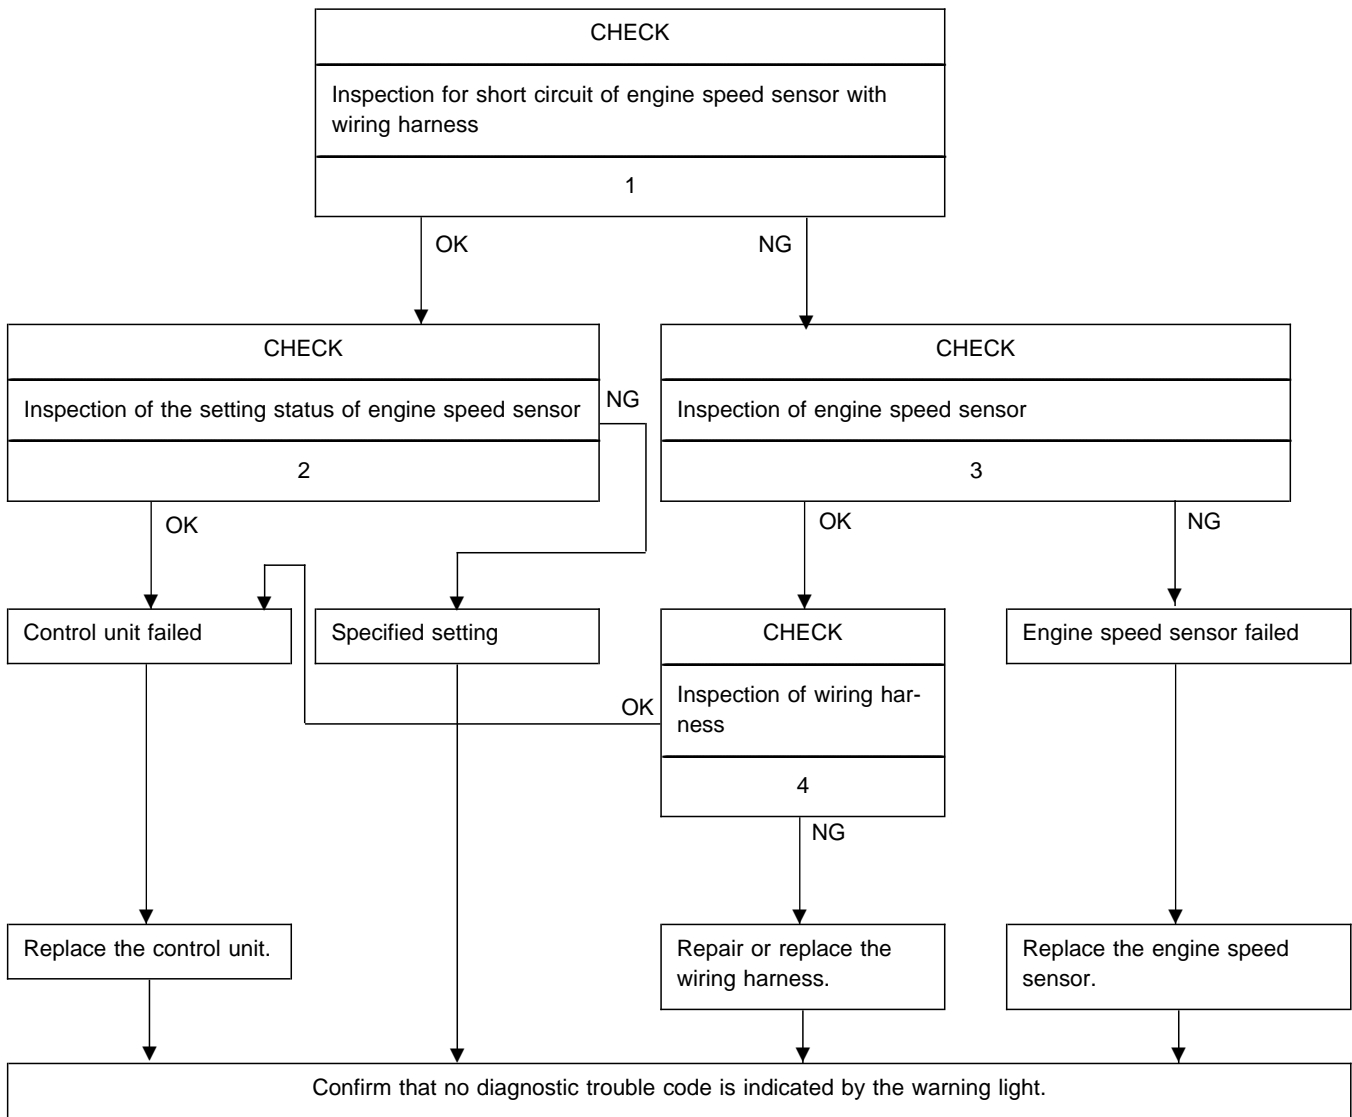 CHECK
Inspection for short circuit of engine speed sensor with
wiring harness
1
OK
NG
CHECK
Inspection of the setting status of engine speed sensor
2
NG
CHECK
Inspection of engine speed sensor
3
OK
OK
NG
Control unit failed
Specified setting
CHECK
Inspection of wiring har-
ness
4
Engine speed sensor failed
OK
NG
Replace the control unit.
Repair or replace the
wiring harness.
Replace the engine speed
sensor.
Confirm that no diagnostic trouble code is indicated by the warning light.